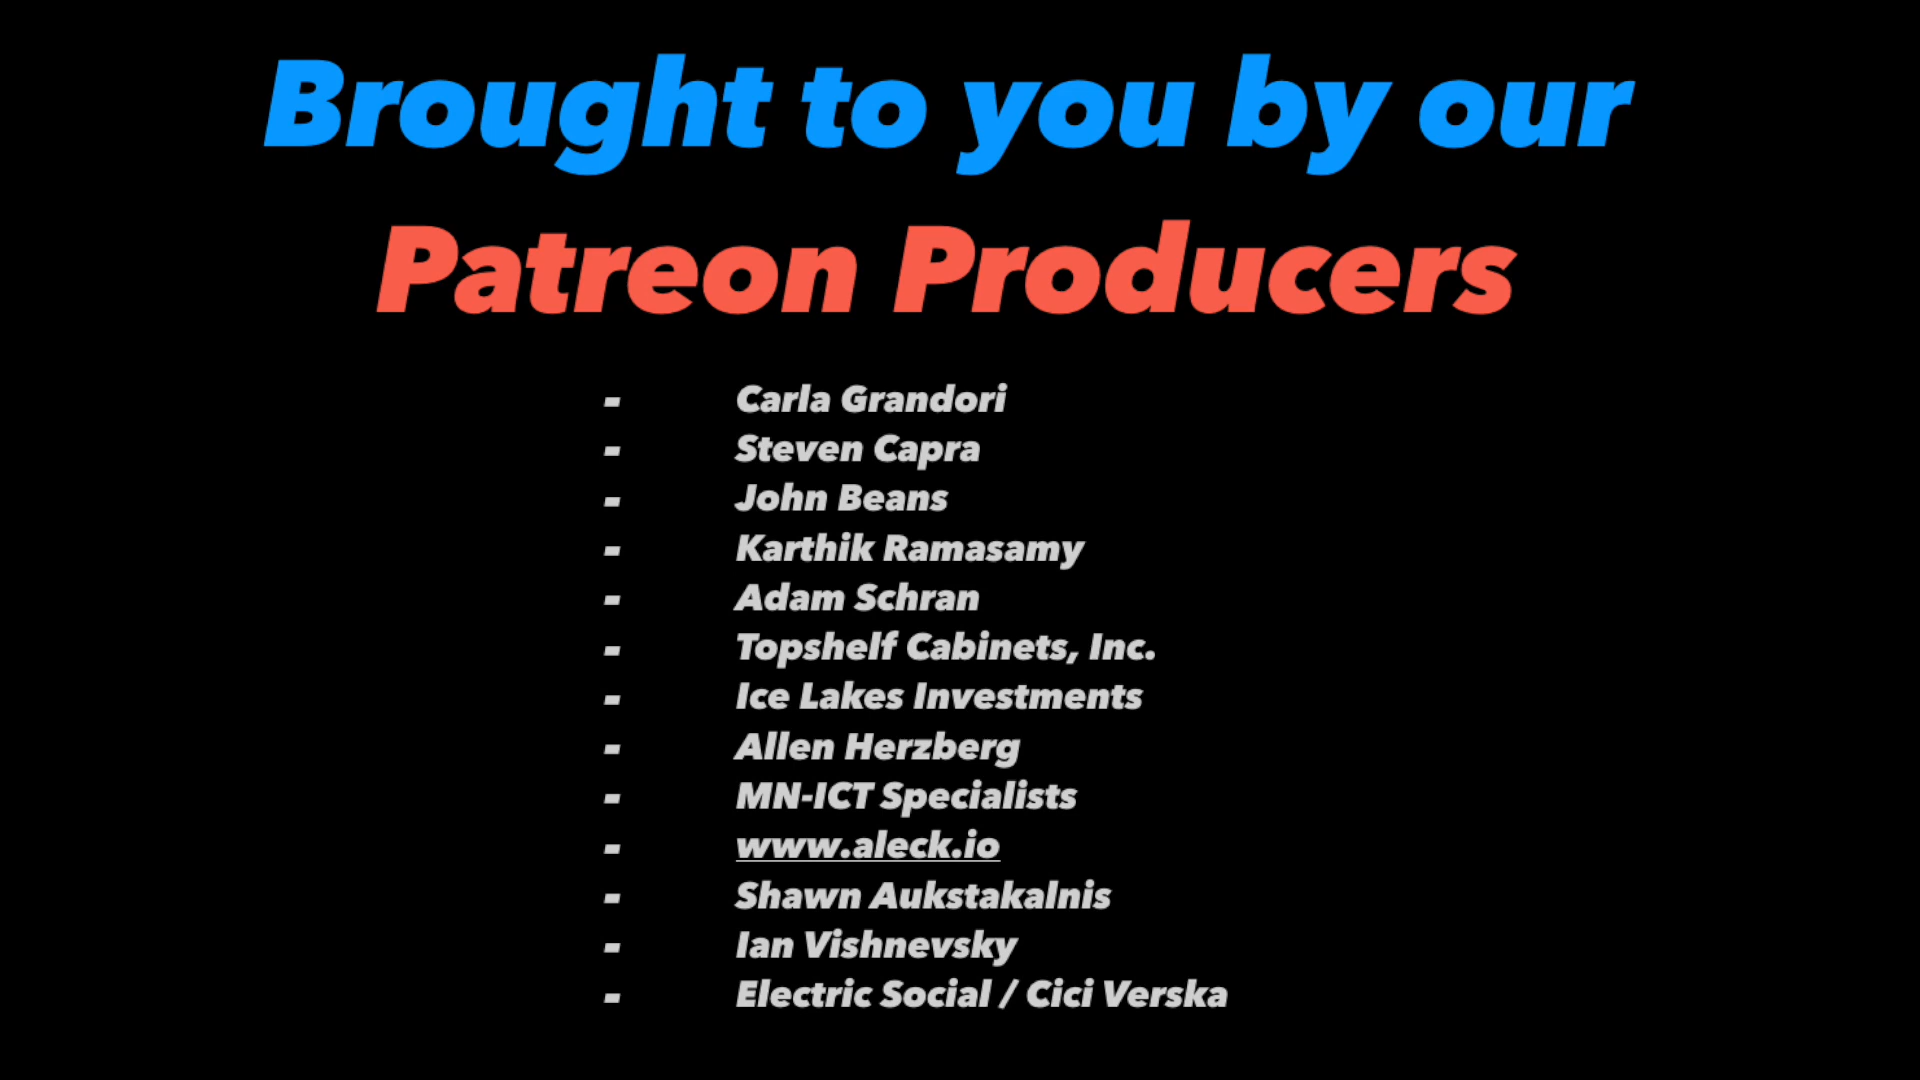 Brought to you by our
Patreon Producers
- Carla Grandori
- Steven Capra
- John Beans
- Karthik Ramasamy
- Adam Schran
- Topshelf Cabinets, Inc.
- Ice Lakes Investments
- Allen Herzberg
- MN-ICT Specialists
- www.aleck.io
- Shawn Aukstakalnis
- Ian Vishnevsky
- Electric Social / Cici Verska